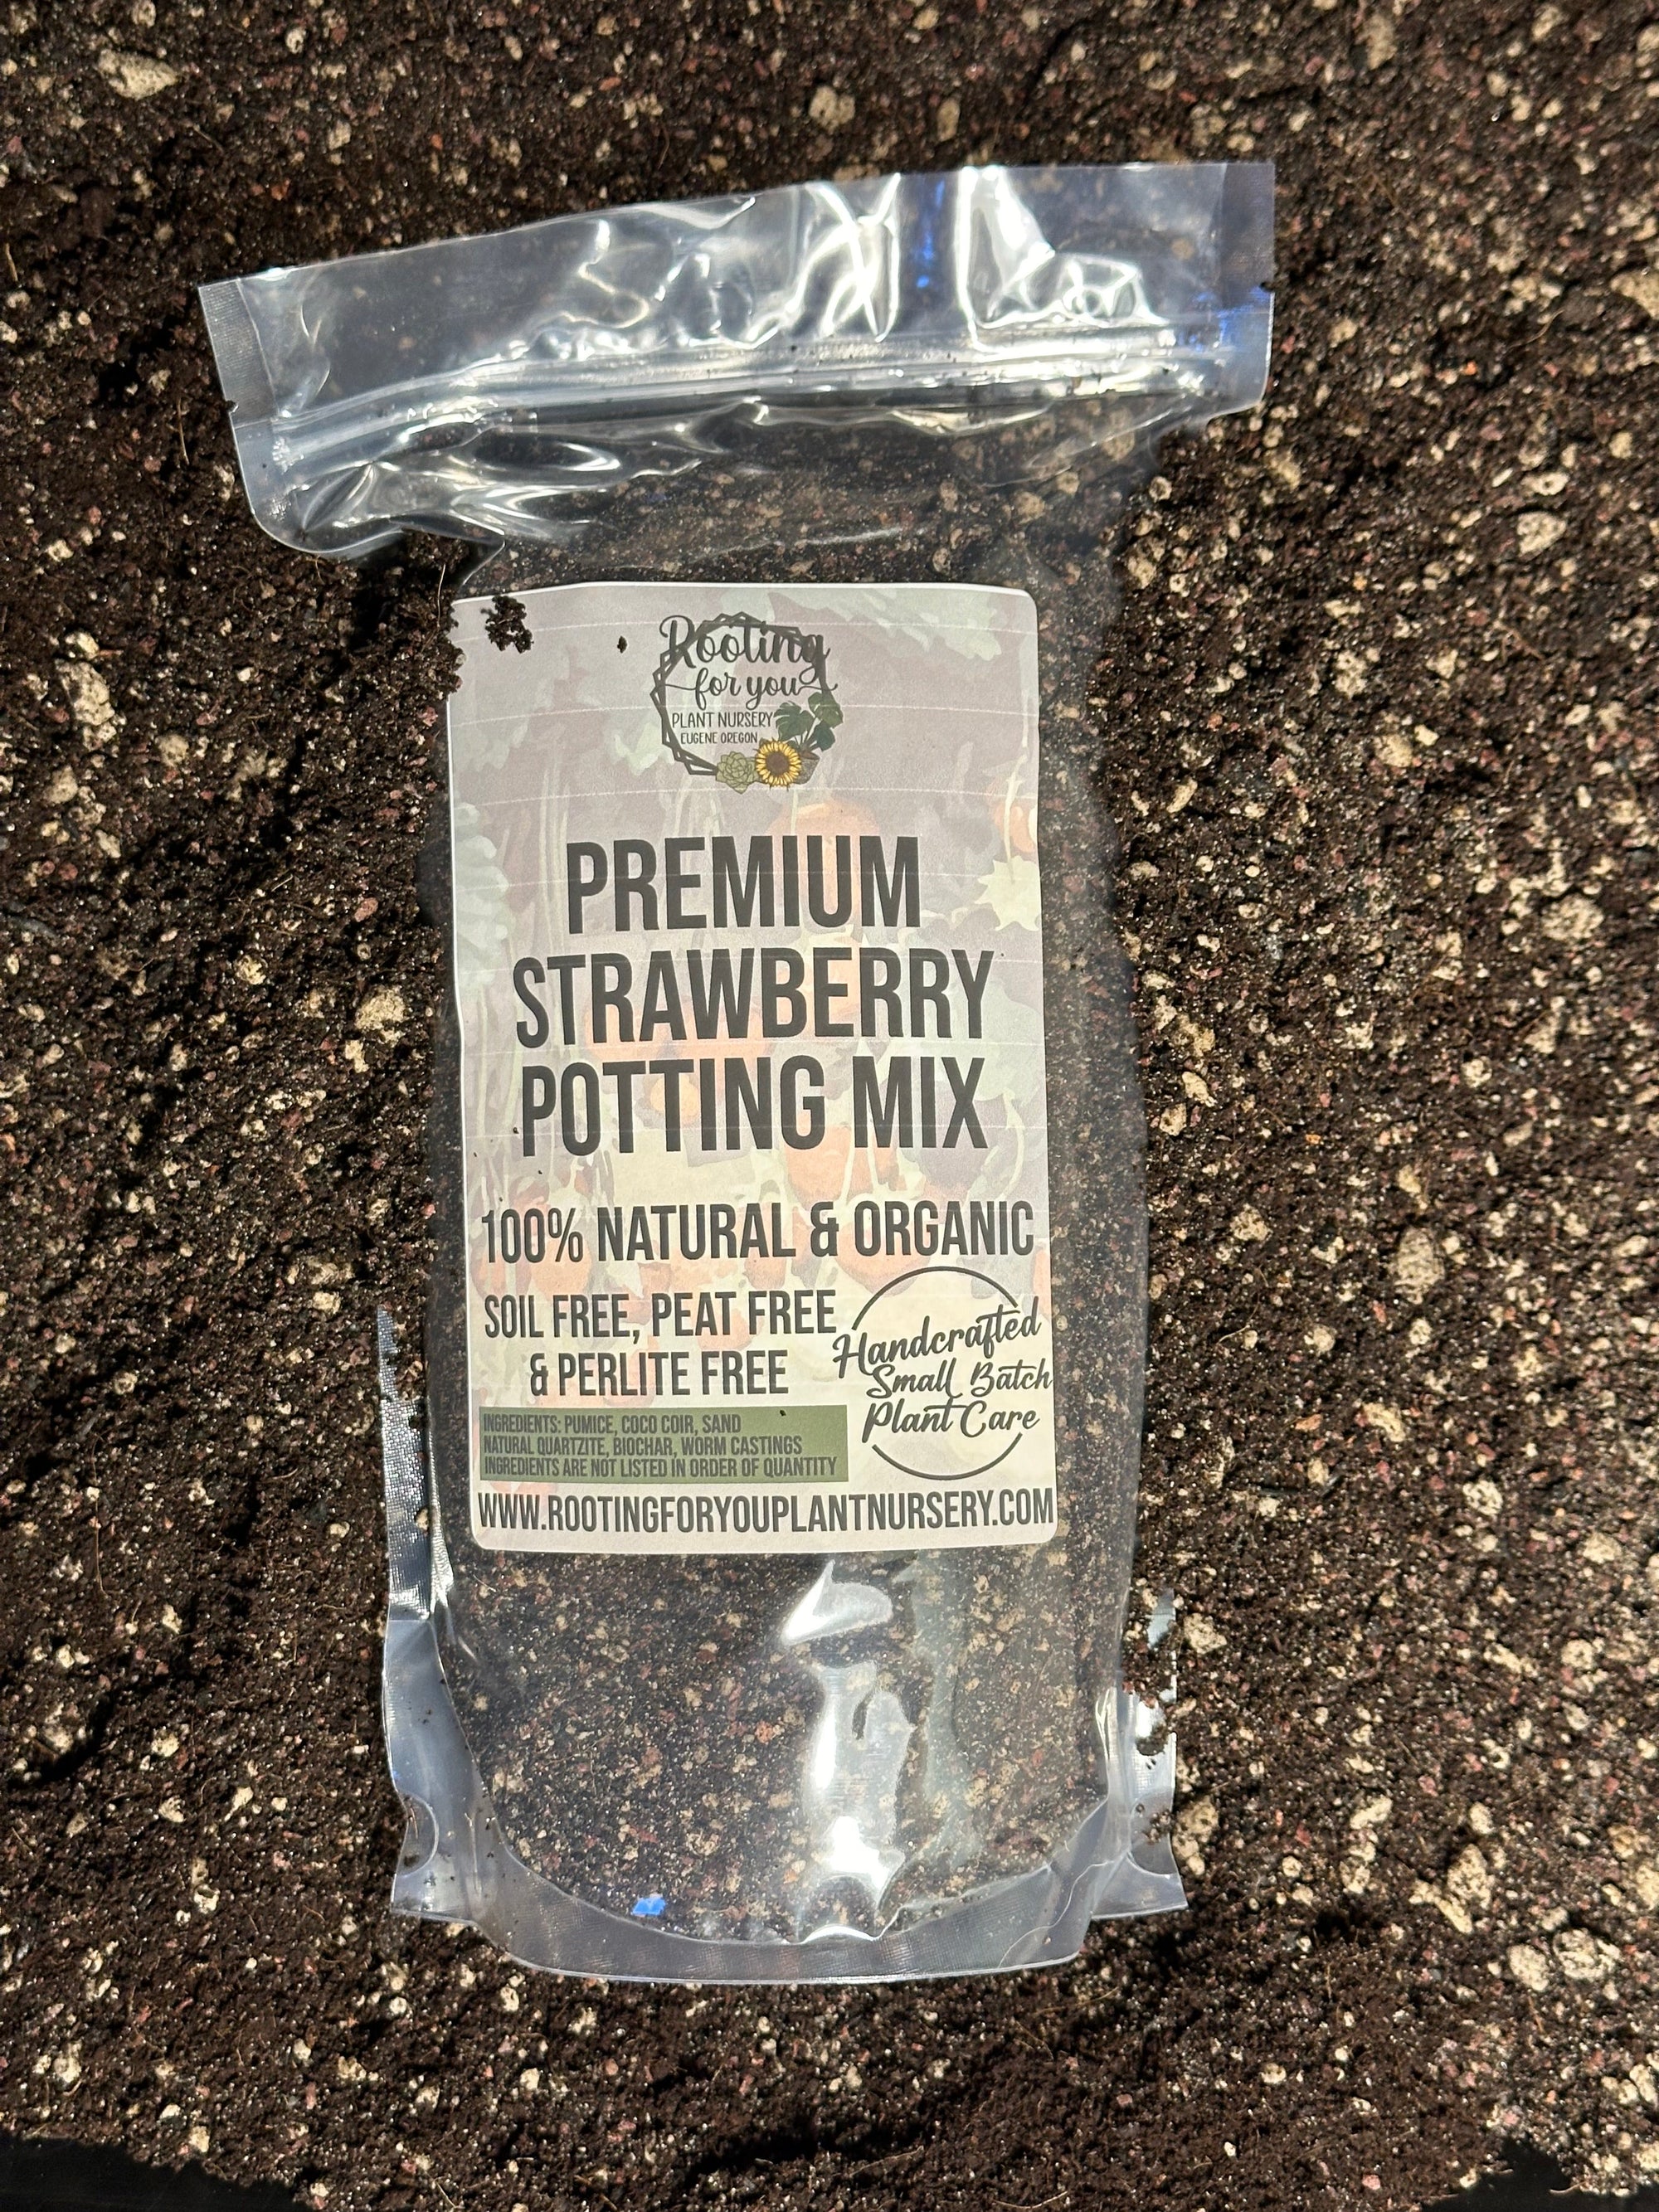 Rooting
for you
PLANT NURSERY
EUGENE OREGON
PREMIUM
STRAWBERRY
POTTING MIX
100% NATURAL & ORGANIC
SOIL FREE, PEAT FREE
& PERLITE FREE
Handcrafted
Small Batch
Plant Care
INGREDIENTS: PUMICE, COCO COIR, SAND
NATURAL QUARTZITE, BIOCHAR, WORM CASTINGS
INGREDIENTS ARE NOT LISTED IN ORDER OF QUANTITY
WWW.ROOTINGFORYOUPLANTNURSERY.COM